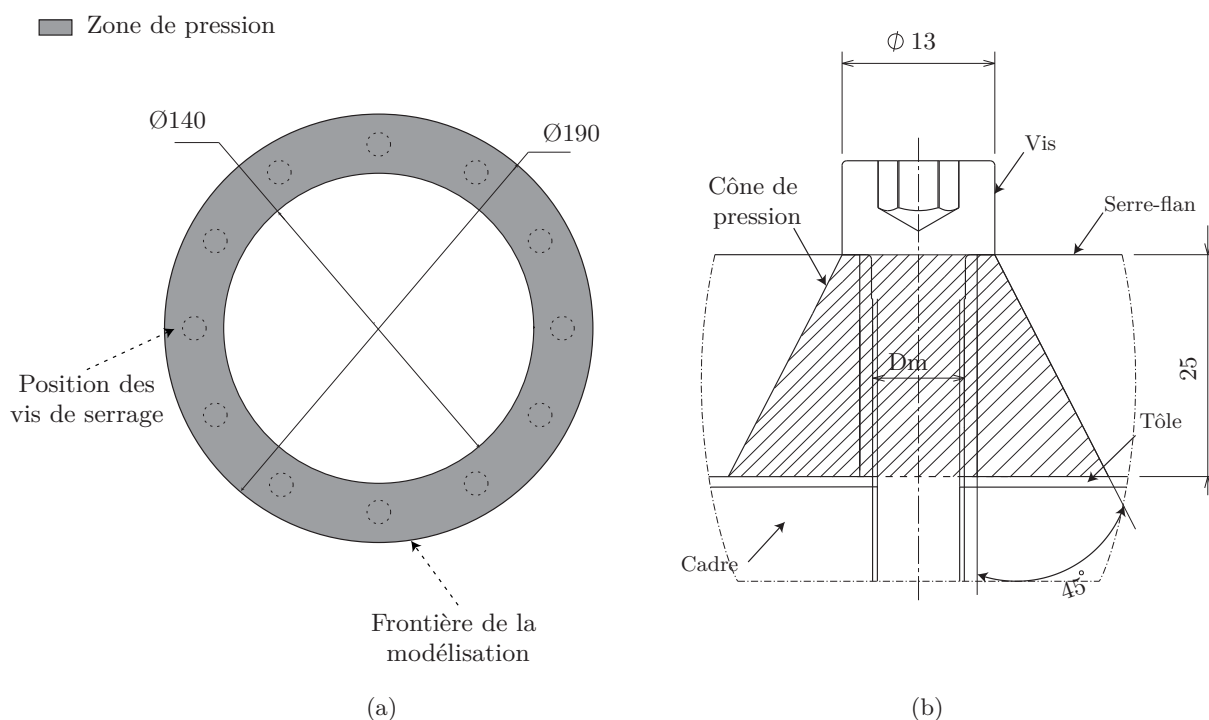 Zone de pression
Ø140
Ø190
Position des
vis de serrage
Frontière de la
modélisation
(a)
ϕ 13
Vis
Cône de
pression
Serre-flan
Dm
25
Tôle
Cadre
45°
(b)